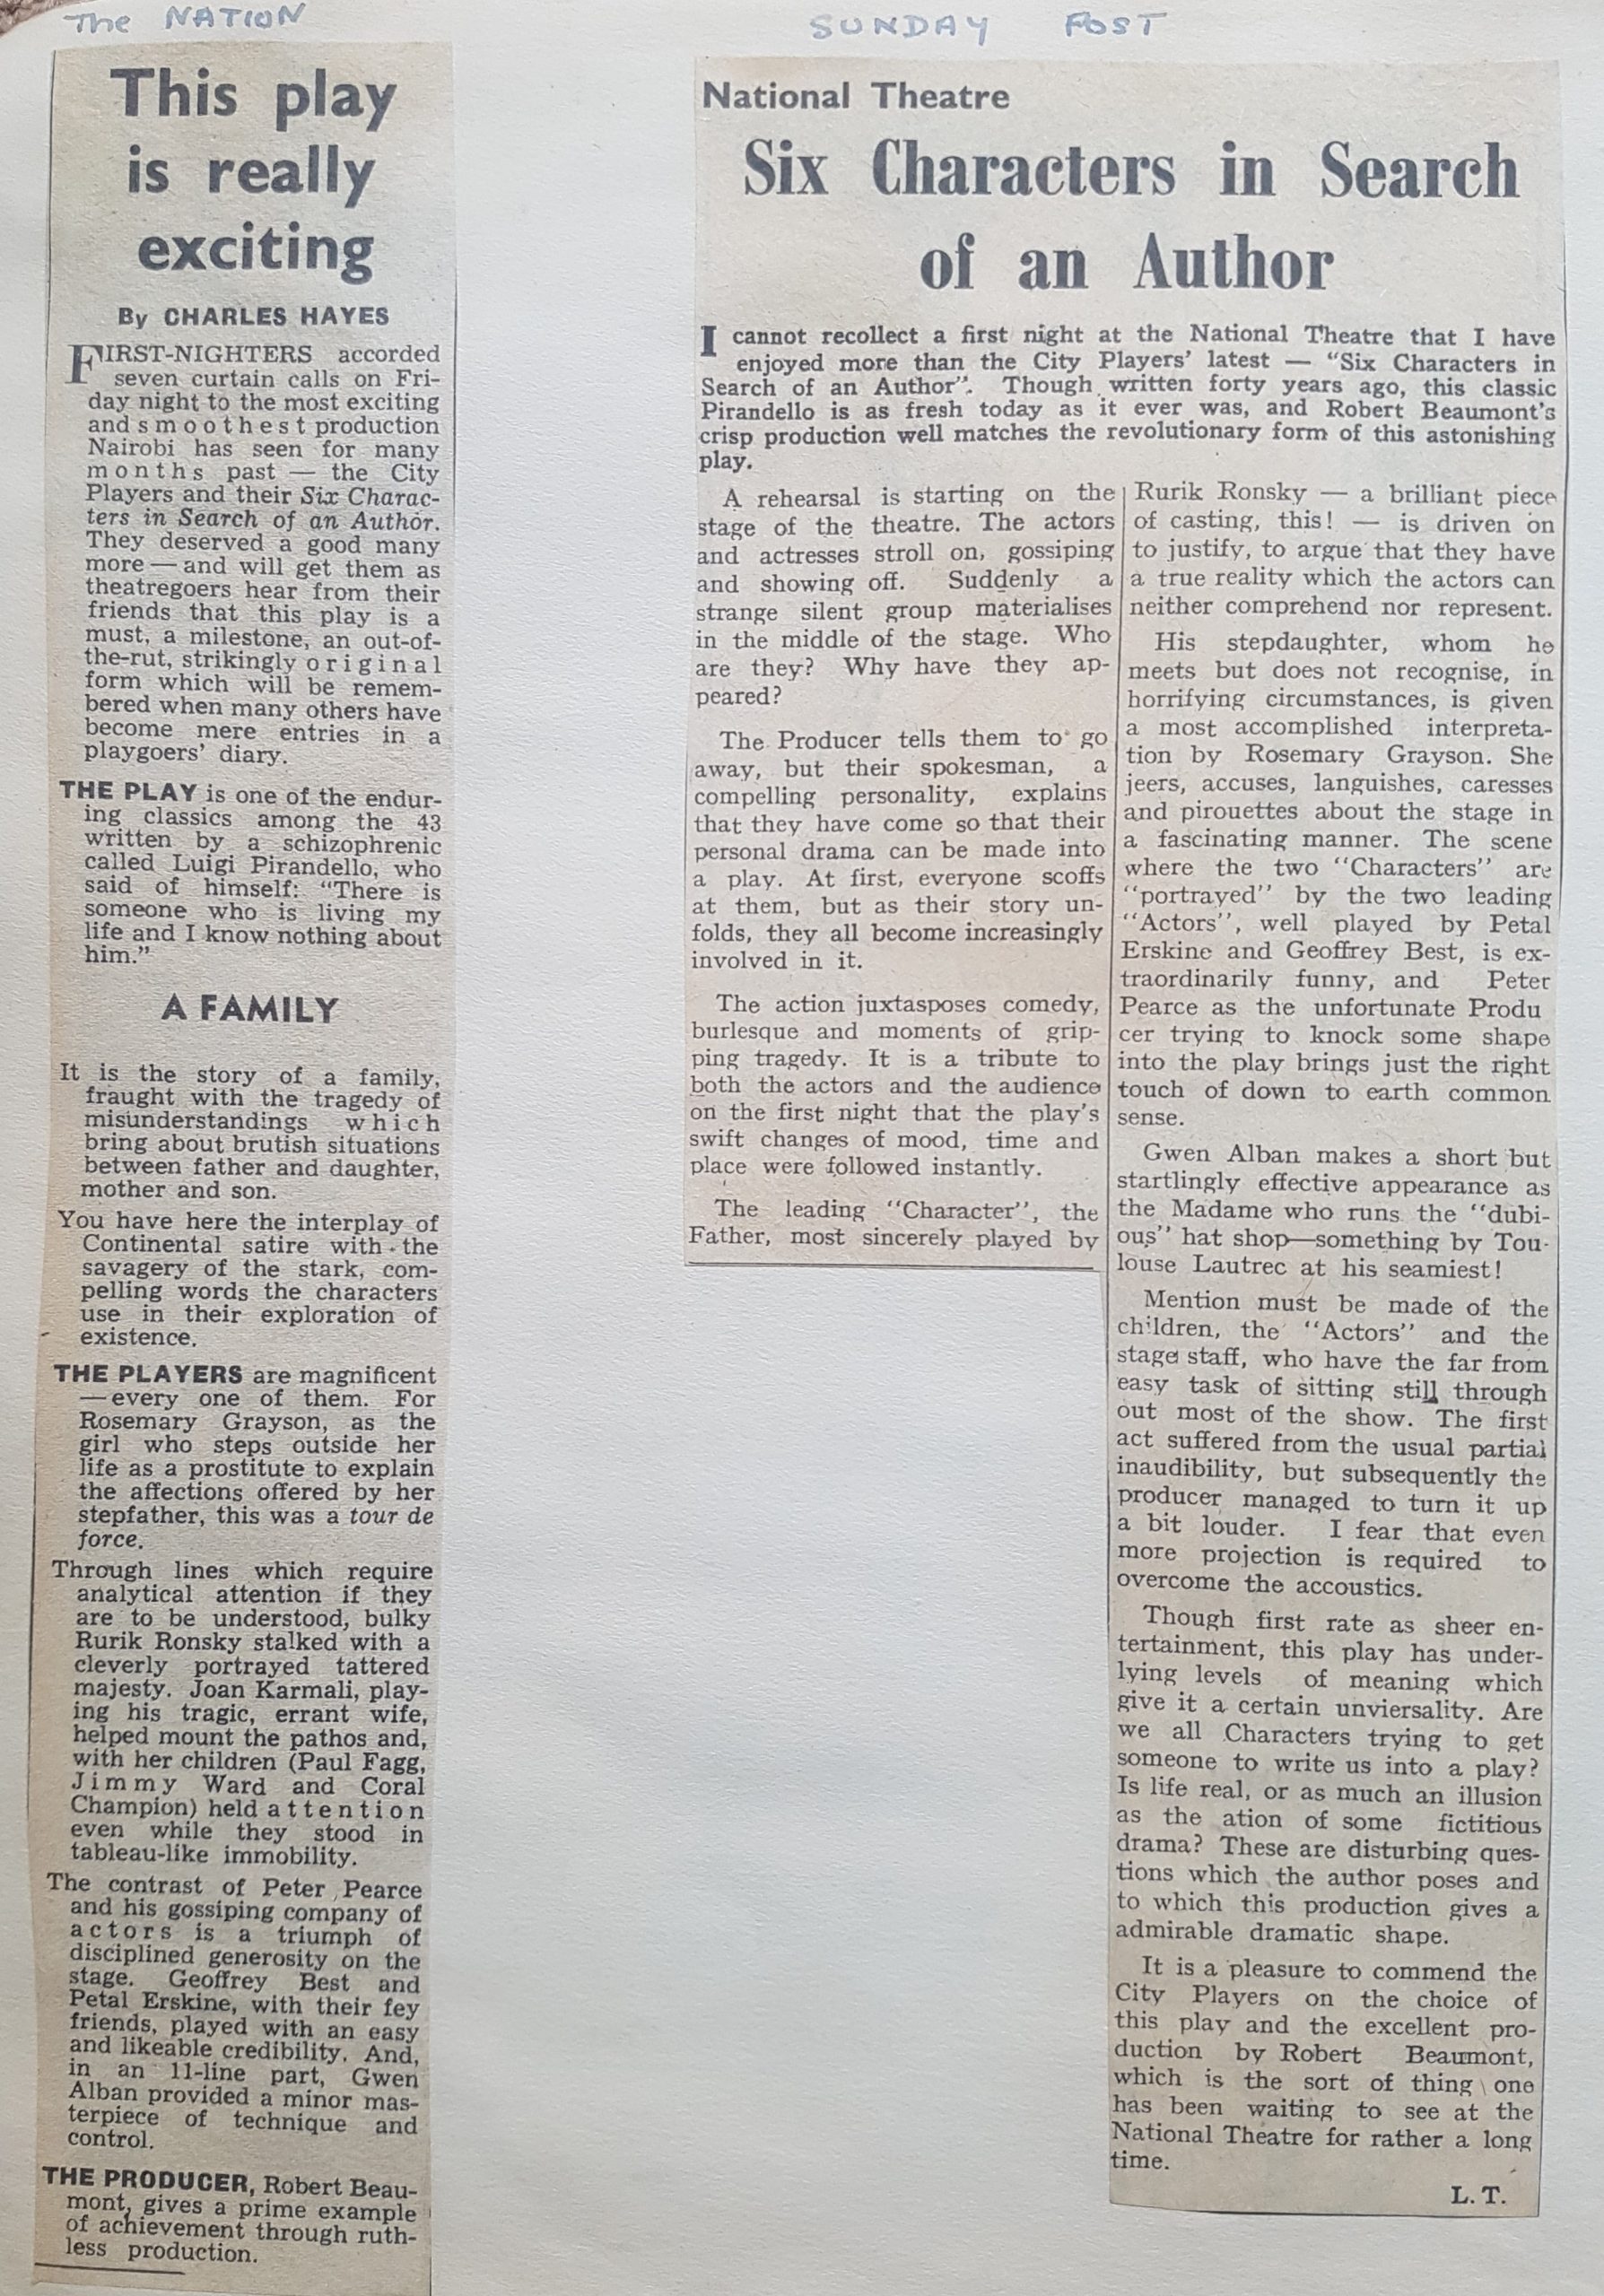 The NATION
This play
is really
exciting
By CHARLES HAYES
FIRST-NIGHTERS accorded
seven curtain calls on Fri-
day night to the most exciting
and smoothest production
Nairobi has seen for many
months past — the City
Players and their Six Charac-
ters in Search of an Author.
They deserved a good many
more — and will get them as
theatregoers hear from their
friends that this play is a
must, a milestone, an out-of-
the-rut, strikingly original
form which will be remem-
bered when many others have
become mere entries in a
playgoers' diary.
THE PLAY is one of the endur-
ing classics among the 43
written by a schizophrenic
called Luigi Pirandello, who
said of himself: "There is
someone who is living my
life and I know nothing about
him."
A FAMILY
It is the story of a family,
fraught with the tragedy of
misunderstandings which
bring about brutish situations
between father and daughter,
mother and son.
You have here the interplay of
Continental satire with the
savagery of the stark, com-
pelling words the characters
use in their exploration of
existence.
THE PLAYERS are magnificent
—every one of them. For
Rosemary Grayson, as the
girl who steps outside her
life as a prostitute to explain
the affections offered by her
stepfather, this was a tour de
force.
Through lines which require
analytical attention if they
are to be understood, bulky
Rurik Ronsky stalked with a
cleverly portrayed tattered
majesty. Joan Karmali, play-
ing his tragic, errant wife,
helped mount the pathos and,
with her children (Paul Fagg,
Jimmy Ward and Coral
Champion) held attention
even while they stood in
tableau-like immobility.
The contrast of Peter Pearce
and his gossiping company of
actors is a triumph of
disciplined generosity on the
stage. Geoffrey Best and
Petal Erskine, with their fey
friends, played with an easy
and likeable credibility. And,
in an 11-line part, Gwen
Alban provided a minor mas-
terpiece of technique and
control.
THE PRODUCER, Robert Beau-
mont, gives a prime example
of achievement through ruth-
less production.
SUNDAY POST
National Theatre
Six Characters in Search
of an Author
I cannot recollect a first night at the National Theatre that I have
enjoyed more than the City Players' latest — "Six Characters in
Search of an Author". Though written forty years ago, this classic
Pirandello is as fresh today as it ever was, and Robert Beaumont's
crisp production well matches the revolutionary form of this astonishing
play.
A rehearsal is starting on the
stage of the theatre. The actors
and actresses stroll on, gossiping
and showing off. Suddenly a
strange silent group materialises
in the middle of the stage. Who
are they? Why have they ap-
peared?
The Producer tells them to go
away, but their spokesman, a
compelling personality, explains
that they have come so that their
personal drama can be made into
a play. At first, everyone scoffs
at them, but as their story un-
folds, they all become increasingly
involved in it.
The action juxtasposes comedy,
burlesque and moments of grip-
ping tragedy. It is a tribute to
both the actors and the audience
on the first night that the play's
swift changes of mood, time and
place were followed instantly.
The leading "Character", the
Father, most sincerely played by
Rurik Ronsky — a brilliant piece
of casting, this! — is driven on
to justify, to argue that they have
a true reality which the actors can
neither comprehend nor represent.
His stepdaughter, whom he
meets but does not recognise, in
horrifying circumstances, is given
a most accomplished interpreta-
tion by Rosemary Grayson. She
jeers, accuses, languishes, caresses
and pirouettes about the stage in
a fascinating manner. The scene
where the two "Characters" are
"portrayed" by the two leading
"Actors", well played by Petal
Erskine and Geoffrey Best, is ex-
traordinarily funny, and Peter
Pearce as the unfortunate Produ
cer trying to knock some shape
into the play brings just the right
touch of down to earth common
sense.
Gwen Alban makes a short but
startlingly effective appearance as
the Madame who runs the "dubi-
ous" hat shop—something by Tou-
louse Lautrec at his seamiest!
Mention must be made of the
children, the "Actors" and the
stage staff, who have the far from
easy task of sitting still through
out most of the show. The first
act suffered from the usual partial
inaudibility, but subsequently the
producer managed to turn it up
a bit louder. I fear that even
more projection is required to
overcome the accoustics.
Though first rate as sheer en-
tertainment, this play has under-
lying levels of meaning which
give it a certain unviersality. Are
we all Characters trying to get
someone to write us into a play?
Is life real, or as much an illusion
as the ation of some fictitious
drama? These are disturbing ques-
tions which the author poses and
to which this production gives a
admirable dramatic shape.
It is a pleasure to commend the
City Players on the choice of
this play and the excellent pro-
duction by Robert Beaumont,
which is the sort of thing one
has been waiting to see at the
National Theatre for rather a long
time.
L. T.